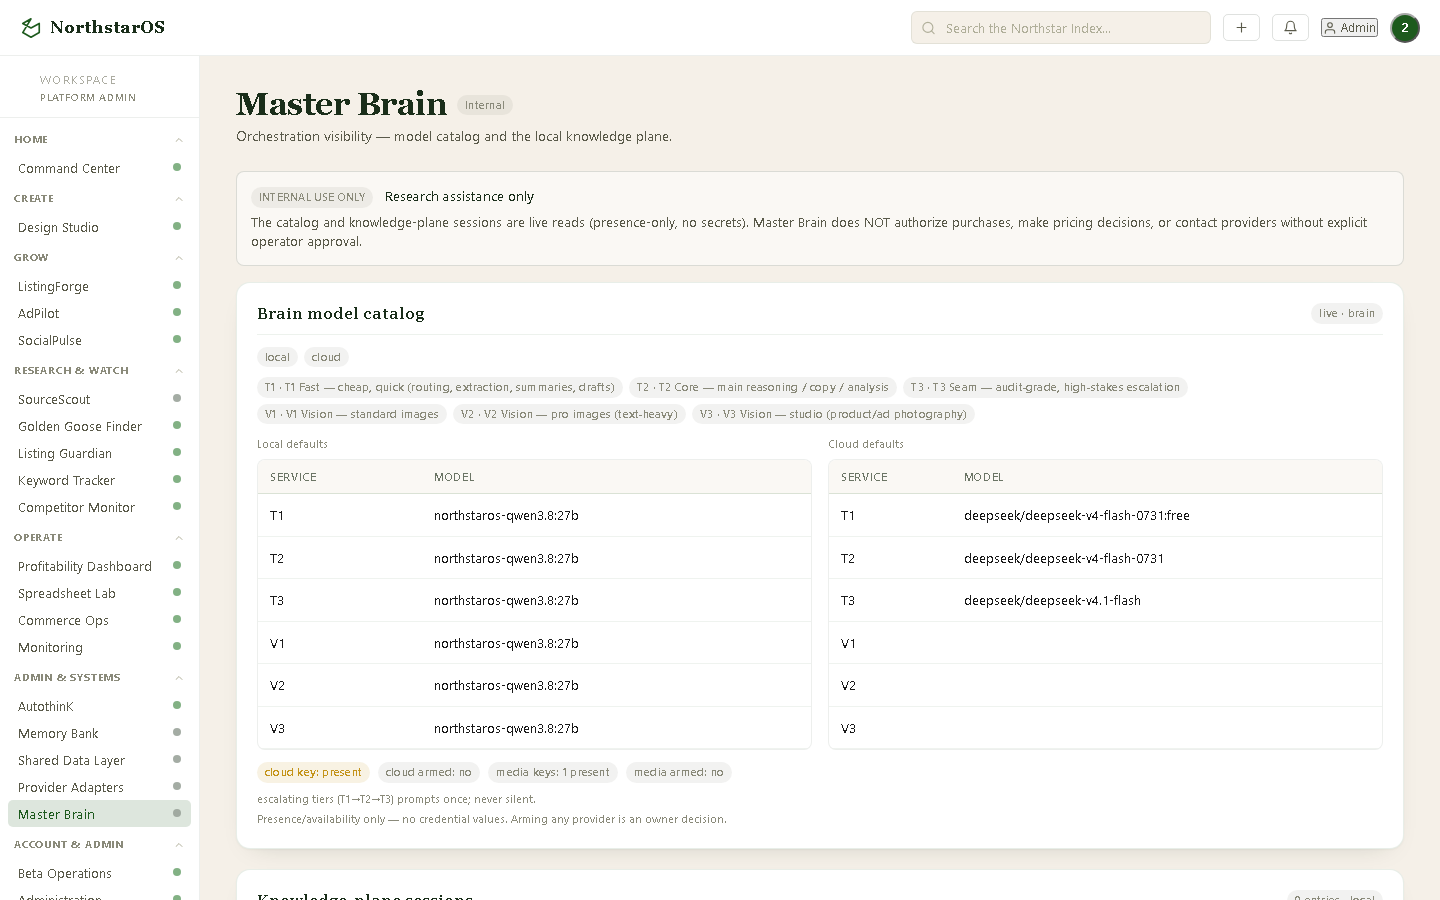 NorthstarOS
Search the Northstar Index...
Admin
2
WORKSPACE
PLATFORM ADMIN
HOME
Command Center
CREATE
Design Studio
GROW
ListingForge
AdPilot
SocialPulse
RESEARCH & WATCH
SourceScout
Golden Goose Finder
Listing Guardian
Keyword Tracker
Competitor Monitor
OPERATE
Profitability Dashboard
Spreadsheet Lab
Commerce Ops
Monitoring
ADMIN & SYSTEMS
AutothinK
Memory Bank
Shared Data Layer
Provider Adapters
Master Brain
ACCOUNT & ADMIN
Beta Operations
Administration
Master Brain Internal
Orchestration visibility — model catalog and the local knowledge plane.
INTERNAL USE ONLY Research assistance only
The catalog and knowledge-plane sessions are live reads (presence-only, no secrets). Master Brain does NOT authorize purchases, make pricing decisions, or contact providers without explicit
operator approval.
Brain model catalog live · brain
local cloud
T1 · T1 Fast — cheap, quick (routing, extraction, summaries, drafts) T2 · T2 Core — main reasoning / copy / analysis T3 · T3 Seam — audit-grade, high-stakes escalation
V1 · V1 Vision — standard images V2 · V2 Vision — pro images (text-heavy) V3 · V3 Vision — studio (product/ad photography)
Local defaults
SERVICE MODEL
T1 northstaros-qwen3.8:27b
T2 northstaros-qwen3.8:27b
T3 northstaros-qwen3.8:27b
V1 northstaros-qwen3.8:27b
V2 northstaros-qwen3.8:27b
V3 northstaros-qwen3.8:27b
Cloud defaults
SERVICE MODEL
T1 deepseek/deepseek-v4-flash-0731:free
T2 deepseek/deepseek-v4-flash-0731
T3 deepseek/deepseek-v4.1-flash
V1
V2
V3
cloud key: present cloud armed: no media keys: 1 present media armed: no
escalating tiers (T1→T2→T3) prompts once; never silent.
Presence/availability only — no credential values. Arming any provider is an owner decision.
Knowledge-plane sessions 0 entries · local